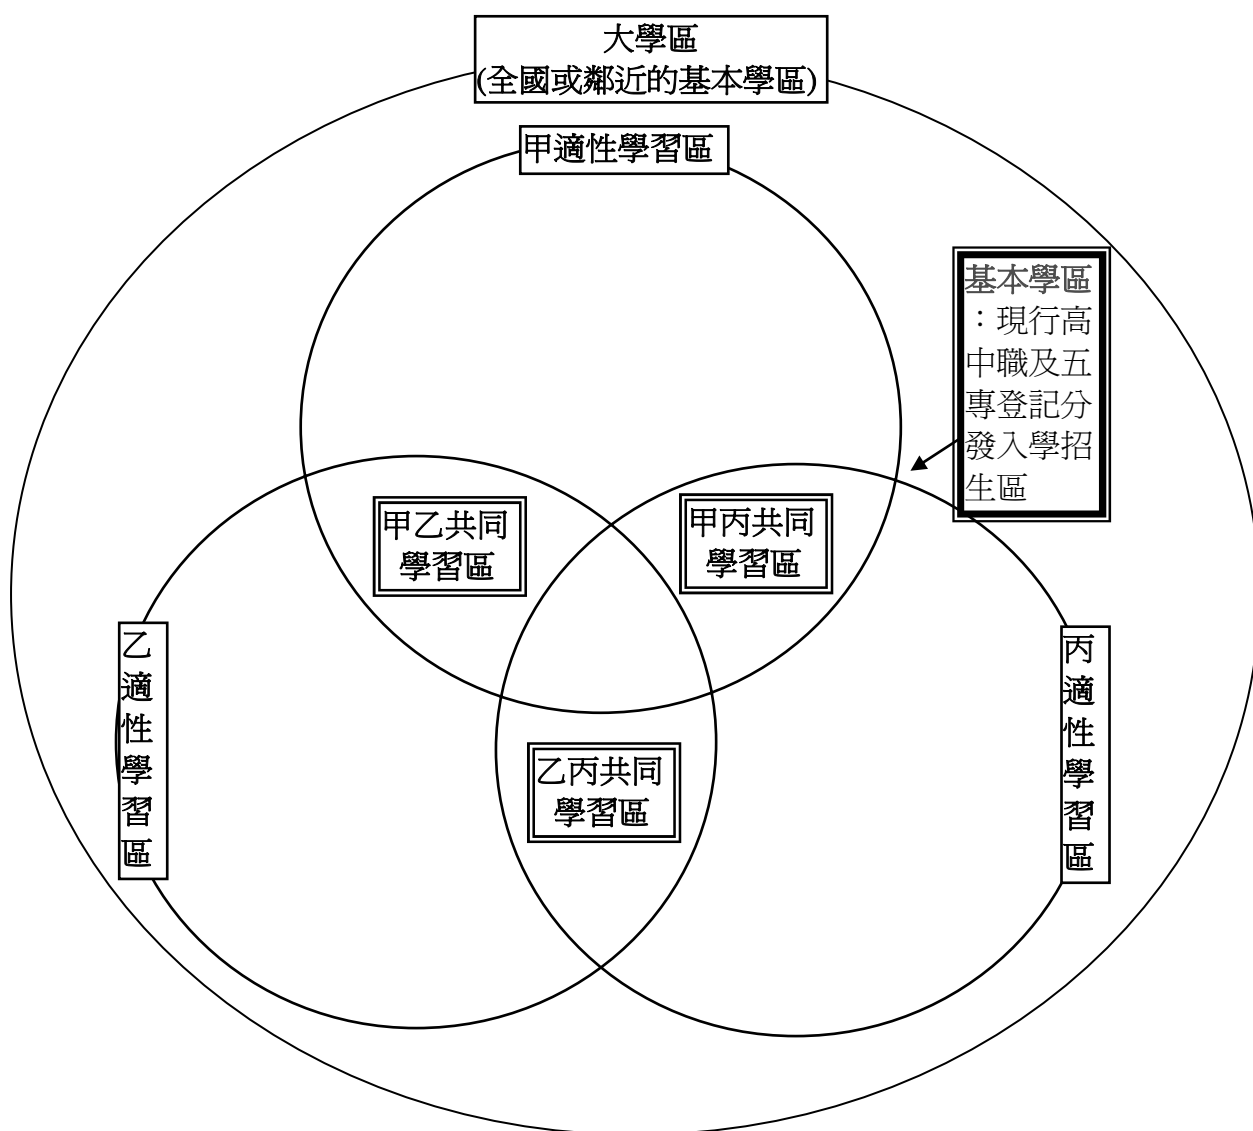 大學區
(全國或鄰近的基本學區)
甲適性學習區
基本學區
：現行高
中職及五
專登記分
發入學招
生區
甲乙共同
學習區
甲丙共同
學習區
乙
適
性
學
習
區
丙
適
性
學
習
區
乙丙共同
學習區